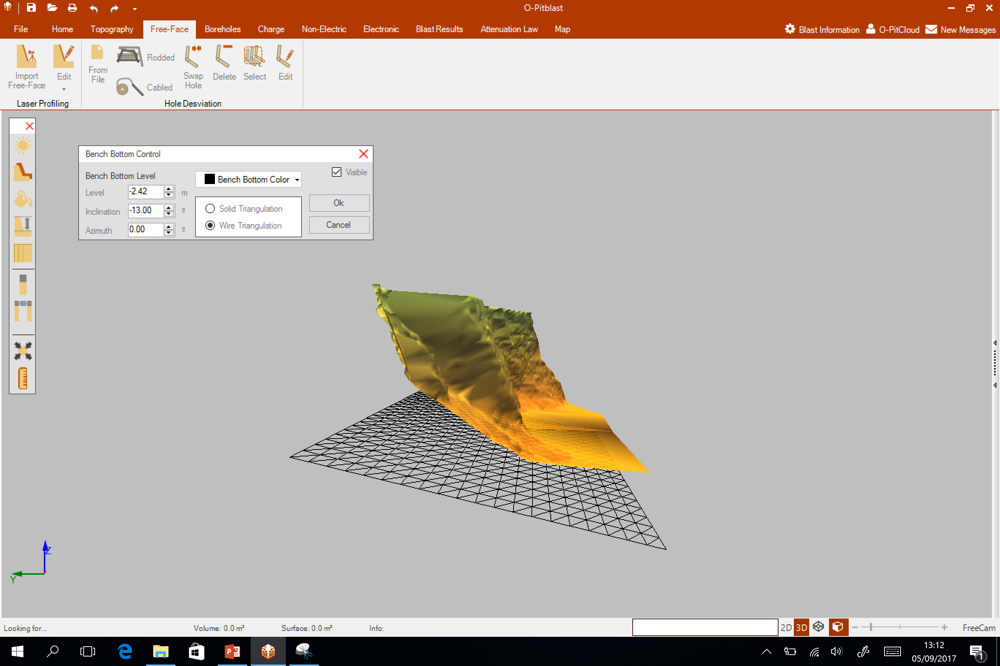 O-Pitblast
File Home Topography Free-Face Boreholes Charge Non-Electric Electronic Blast Results Attenuation Law Map Blast Information O-PitCloud New Messages
Import Free-Face
Edit
From File
Rodded
Cabled
Swap Hole
Delete
Select
Edit
Laser Profiling
Hole Desviation
Bench Bottom Control
Bench Bottom Level
Level -2.42 m
Inclination -13.00 º
Azimuth 0.00 º
Bench Bottom Color
Solid Triangulation
Wire Triangulation
Visible
Ok
Cancel
Z
Y
Looking for... Volume: 0.0 m³ Surface: 0.0 m² Info: 2D 3D FreeCam
13:12
05/09/2017
1